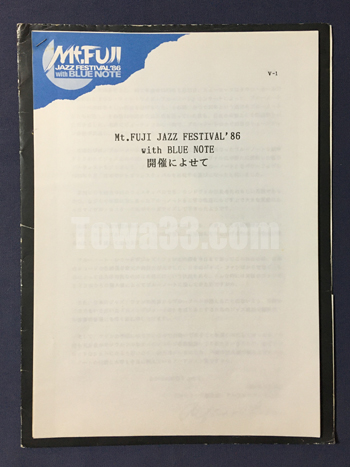 Mt.FUJI
JAZZ FESTIVAL'86
with BLUE NOTE
V-1
Mt.FUJI JAZZ FESTIVAL'86
with BLUE NOTE
開催によせて
Towa33.com